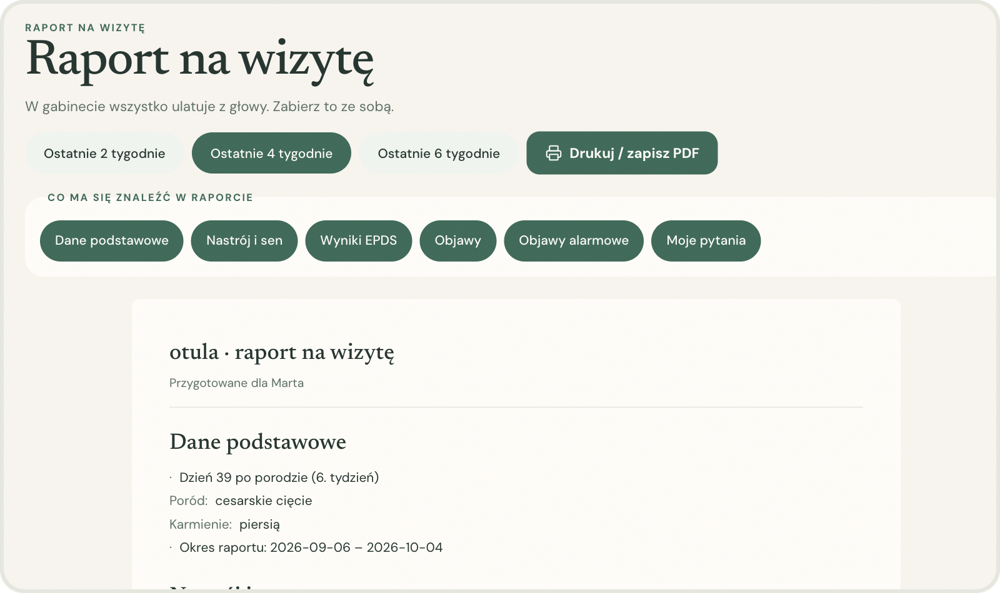 RAPORT NA WIZYTĘ
Raport na wizytę
W gabinecie wszystko ulatuje z głowy. Zabierz to ze sobą.
Ostatnie 2 tygodnie
Ostatnie 4 tygodnie
Ostatnie 6 tygodnie
Drukuj / zapisz PDF
CO MA SIĘ ZNALEŹĆ W RAPORCIE
Dane podstawowe
Nastrój i sen
Wyniki EPDS
Objawy
Objawy alarmowe
Moje pytania
otula · raport na wizytę
Przygotowane dla Marta
Dane podstawowe
· Dzień 39 po porodzie (6. tydzień)
Poród: cesarskie cięcie
Karmienie: piersią
· Okres raportu: 2026-09-06 – 2026-10-04